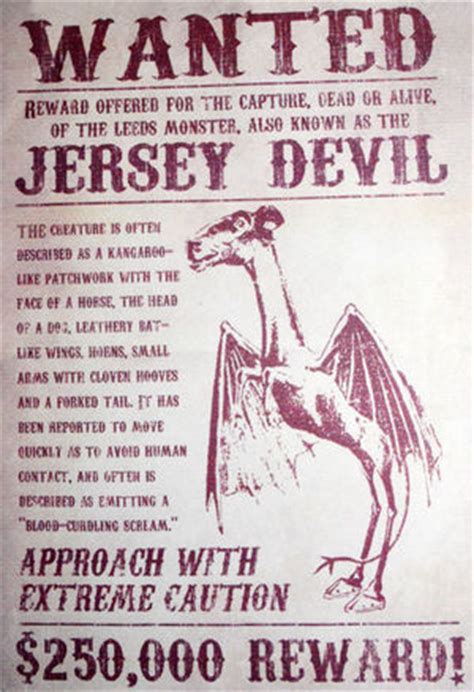 WANTED
REWARD OFFERED FOR THE CAPTURE, DEAD OR ALIVE,
OF THE LEEDS MONSTER, ALSO KNOWN AS THE
JERSEY DEVIL
THE CREATURE IS OFTEN
DESCRIBED AS A KANGAROO-
LIKE PATCHWORK WITH THE
FACE OF A HORSE, THE HEAD
OF A DOG, LEATHERY BAT-
LIKE WINGS, HORNS, SMALL
ARMS WITH CLOVEN HOOVES
AND A FORKED TAIL. IT HAS
BEEN REPORTED TO MOVE
QUICKLY AS TO AVOID HUMAN
CONTACT, AND OFTEN IS
DESCRIBED AS EMITTING A
"BLOOD-CURDLING SCREAM."
APPROACH WITH
EXTREME CAUTION
$250,000 REWARD!